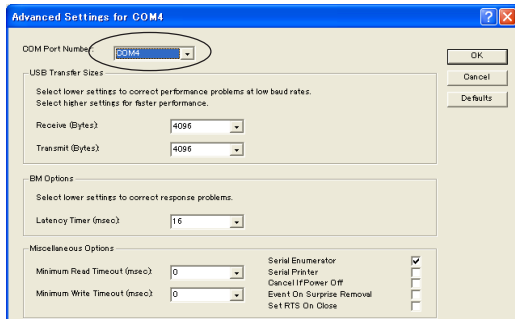 Advanced Settings for COM4
COM Port Number:
COM4
OK
Cancel
Defaults
USB Transfer Sizes
Select lower settings to correct performance problems at low baud rates.
Select higher settings for faster performance.
Receive (Bytes):
4096
Transmit (Bytes):
4096
BM Options
Select lower settings to correct response problems.
Latency Timer (msec):
16
Miscellaneous Options
Minimum Read Timeout (msec):
0
Minimum Write Timeout (msec):
0
Serial Enumerator
Serial Printer
Cancel If Power Off
Event On Surprise Removal
Set RTS On Close